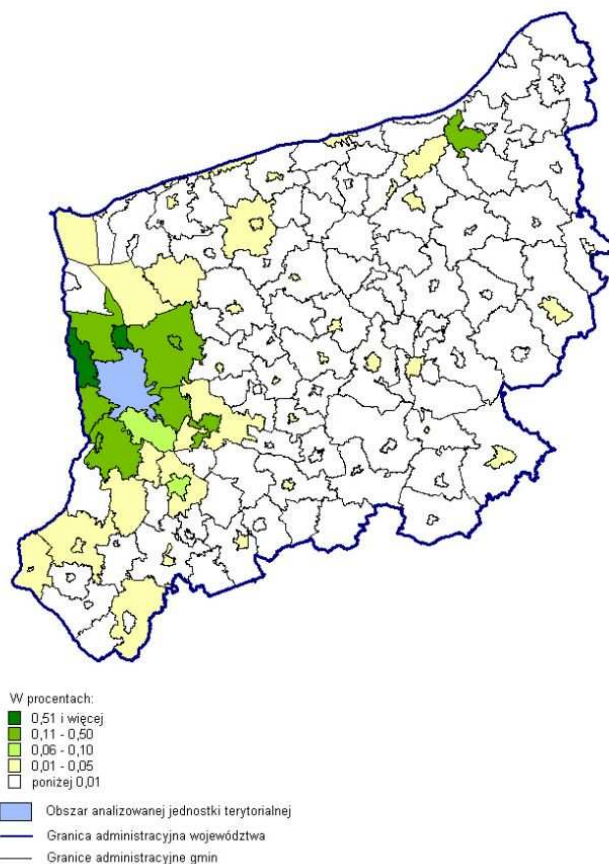 W procentach:
0,51 i więcej
0,11 - 0,50
0,06 - 0,10
0,01 - 0,05
poniżej 0,01
Obszar analizowanej jednostki terytorialnej
Granica administracyjna województwa
Granice administracyjne gmin